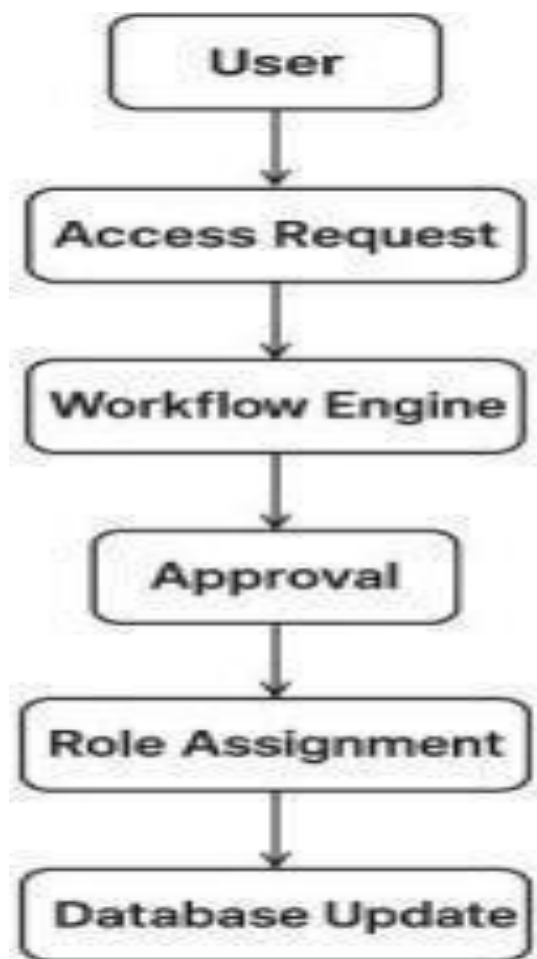 User
Access Request
Workflow Engine
Approval
Role Assignment
Database Update